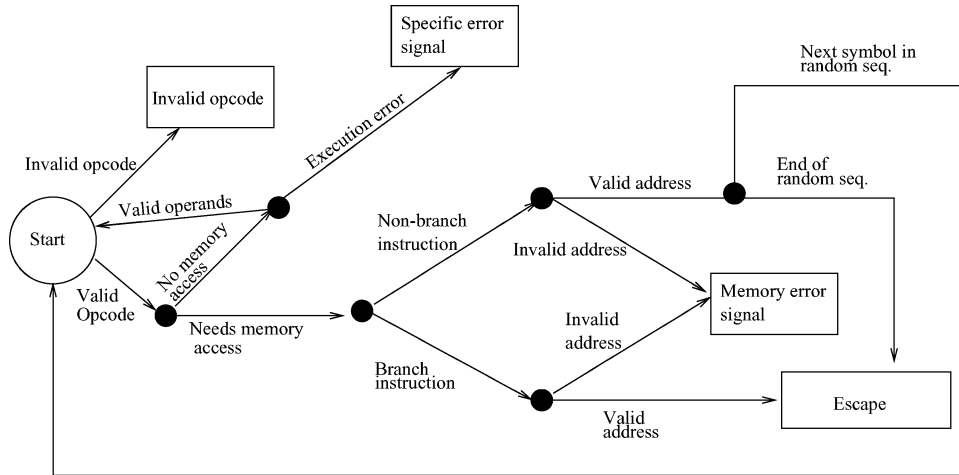 Specific error
signal
Next symbol in
random seq.
Invalid opcode
Execution error
Invalid opcode
End of
random seq.
Valid address
Valid operands
Non-branch
instruction
Start
No memory
access
Invalid address
Valid
Opcode
Memory error
signal
Needs memory
access
Invalid
address
Branch
instruction
Escape
Valid
address